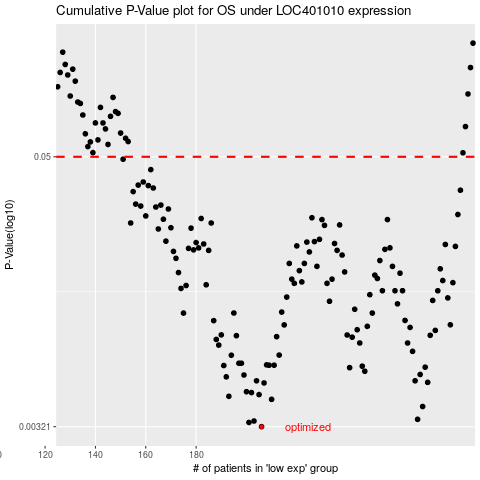 Cumulative P-Value plot for OS under LOC401010 expression
P-Value(log10)
0.05
0.00321
optimized
0 120 140 160 180
# of patients in 'low exp' group